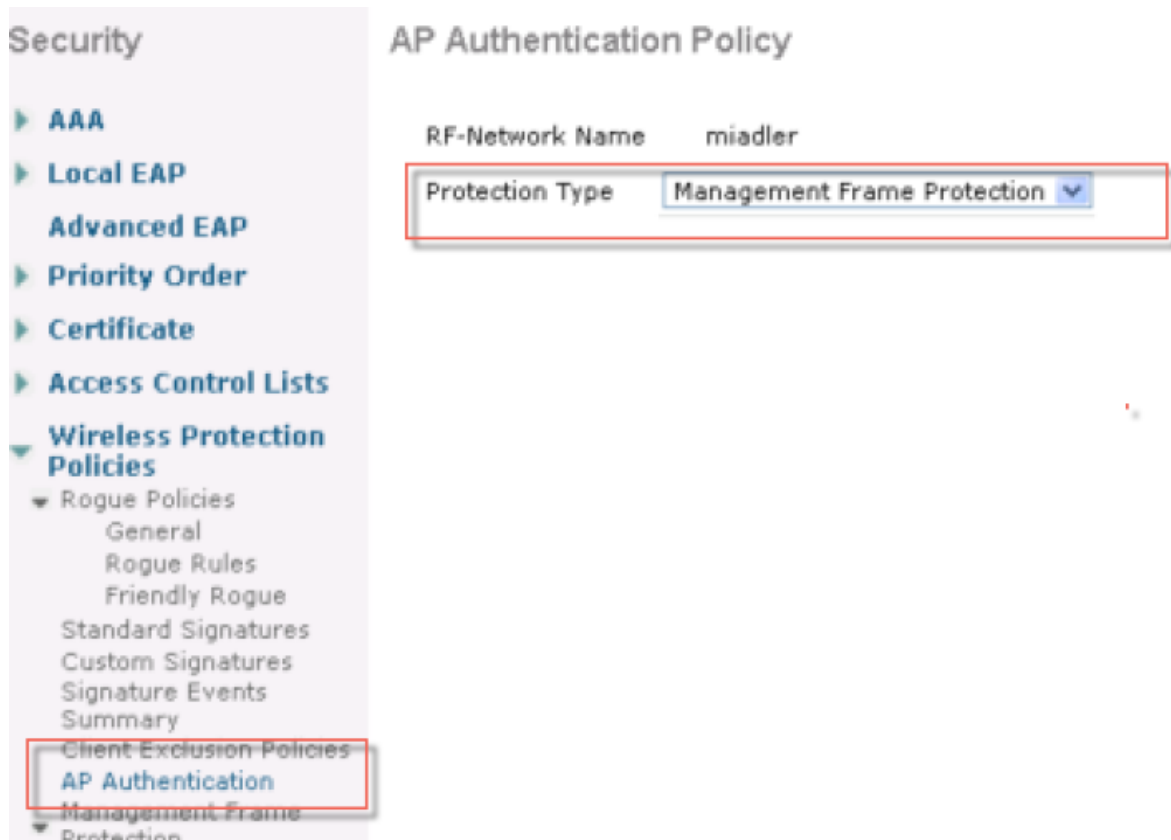 Security
AAA
Local EAP
Advanced EAP
Priority Order
Certificate
Access Control Lists
Wireless Protection
Policies
Rogue Policies
General
Rogue Rules
Friendly Rogue
Standard Signatures
Custom Signatures
Signature Events
Summary
Client Exclusion Policies
AP Authentication
Management Frame
Protection
AP Authentication Policy
RF-Network Name miadler
Protection Type Management Frame Protection